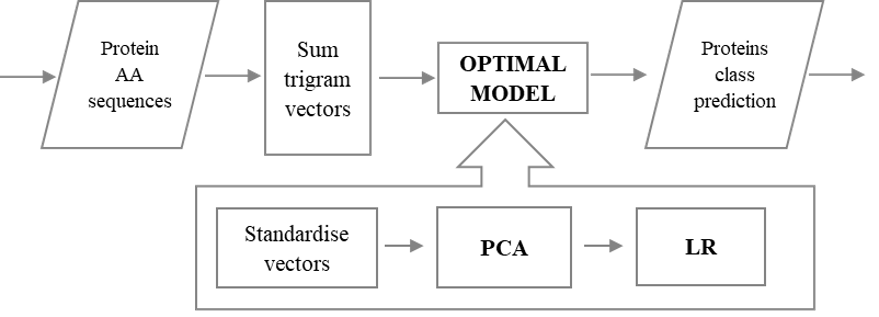 Protein
AA
sequences
Sum
trigram
vectors
OPTIMAL
MODEL
Proteins
class
prediction
Standardise
vectors
PCA
LR